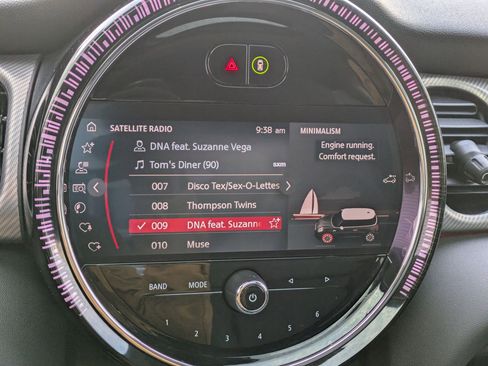 SATELLITE RADIO
9:38 am
MINIMALISM
DNA feat. Suzanne Vega
Engine running.
Comfort request.
Tom's Diner (90)
sxm
007 Disco Tex/Sex-O-Lettes
008 Thompson Twins
009 DNA feat. Suzanne
010 Muse
BAND
MODE
1
2
3
4
5
6